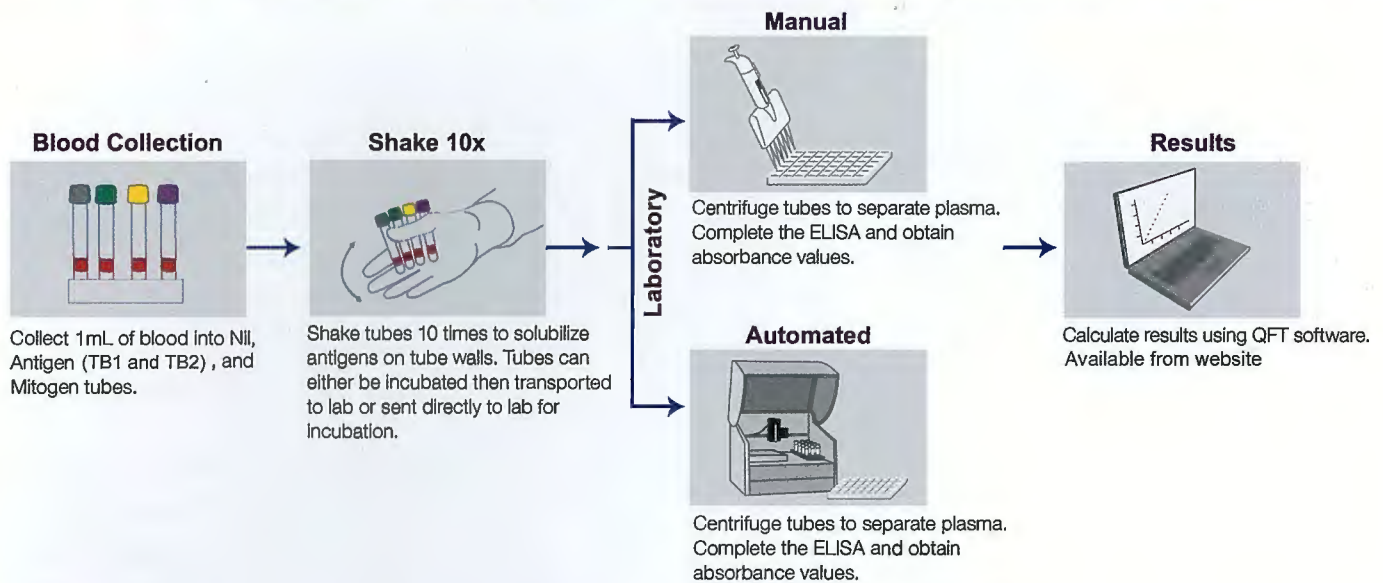 Blood Collection
Collect 1mL of blood into Nil,
Antigen (TB1 and TB2) , and
Mitogen tubes.
Shake 10x
Shake tubes 10 times to solubilize
antigens on tube walls. Tubes can
either be incubated then transported
to lab or sent directly to lab for
incubation.
Laboratory
Manual
Centrifuge tubes to separate plasma.
Complete the ELISA and obtain
absorbance values.
Automated
Centrifuge tubes to separate plasma.
Complete the ELISA and obtain
absorbance values.
Results
Calculate results using QFT software.
Available from website